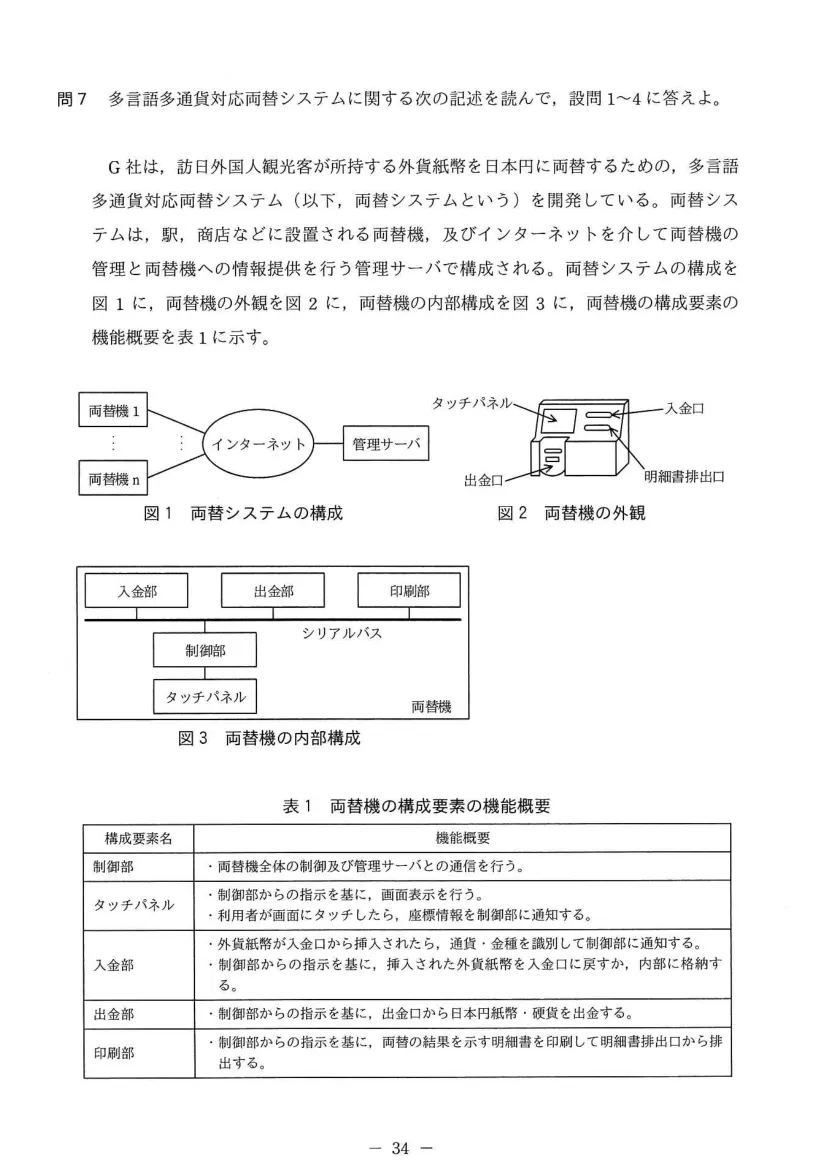 問7 多言語多通貨対応両替システムに関する次の記述を読んで，設問1～4に答えよ。
G社は，訪日外国人観光客が所持する外貨紙幣を日本円に両替するための，多言語
多通貨対応両替システム（以下，両替システムという）を開発している。両替シス
テムは，駅，商店などに設置される両替機，及びインターネットを介して両替機の
管理と両替機への情報提供を行う管理サーバで構成される。両替システムの構成を
図1に，両替機の外観を図2に，両替機の内部構成を図3に，両替機の構成要素の
機能概要を表1に示す。
両替機1
両替機n
インターネット
管理サーバ
図1 両替システムの構成
タッチパネル
入金口
出金口
明細書排出口
図2 両替機の外観
入金部
出金部
印刷部
シリアルバス
制御部
タッチパネル
両替機
図3 両替機の内部構成
表1 両替機の構成要素の機能概要
構成要素名 機能概要
制御部 ・両替機全体の制御及び管理サーバとの通信を行う。
タッチパネル ・制御部からの指示を基に，画面表示を行う。
・利用者が画面にタッチしたら，座標情報を制御部に通知する。
入金部 ・外貨紙幣が入金口から挿入されたら，通貨・金種を識別して制御部に通知する。
・制御部からの指示を基に，挿入された外貨紙幣を入金口に戻すか，内部に格納す
る。
出金部 ・制御部からの指示を基に，出金口から日本円紙幣・硬貨を出金する。
印刷部 ・制御部からの指示を基に，両替の結果を示す明細書を印刷して明細書排出口から排
出する。
－ 34 －